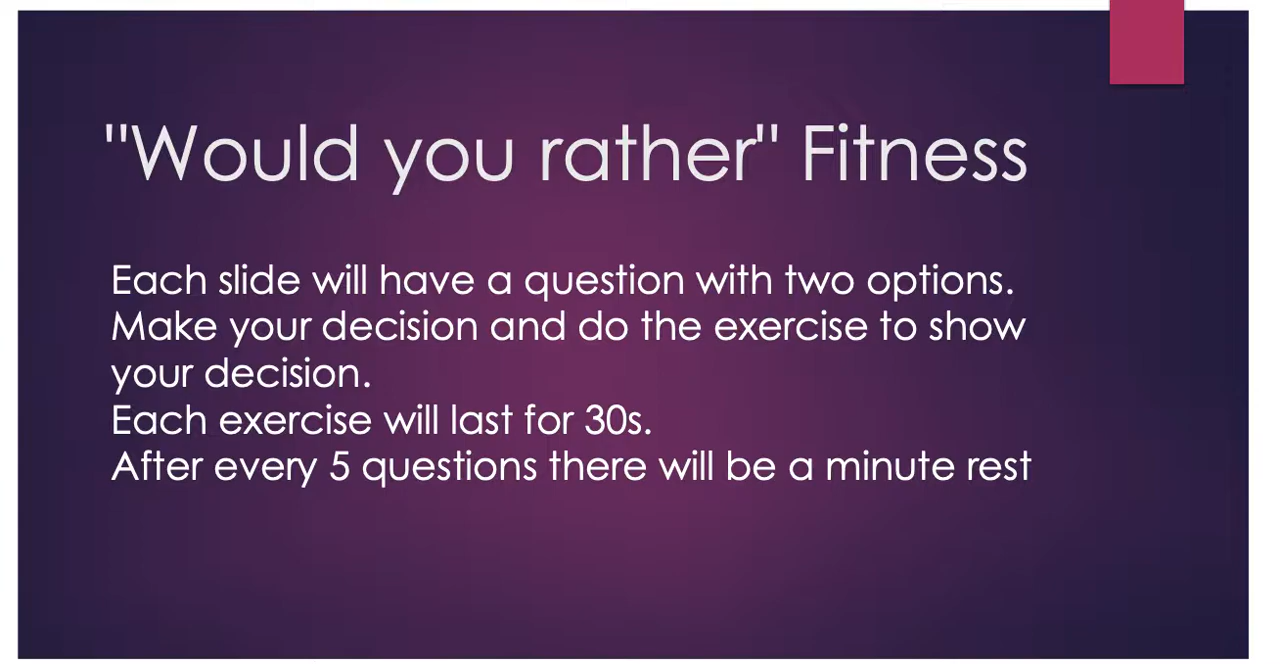 "Would you rather" Fitness
Each slide will have a question with two options.
Make your decision and do the exercise to show
your decision.
Each exercise will last for 30s.
After every 5 questions there will be a minute rest